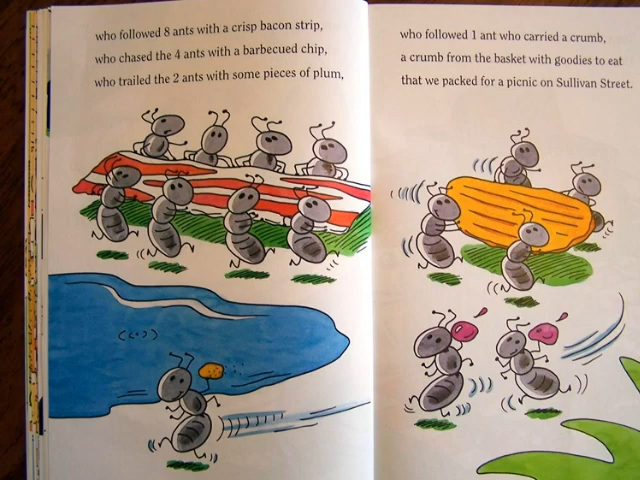 who followed 8 ants with a crisp bacon strip,
who chased the 4 ants with a barbecued chip,
who trailed the 2 ants with some pieces of plum,
who followed 1 ant who carried a crumb,
a crumb from the basket with goodies to eat
that we packed for a picnic on Sullivan Street.